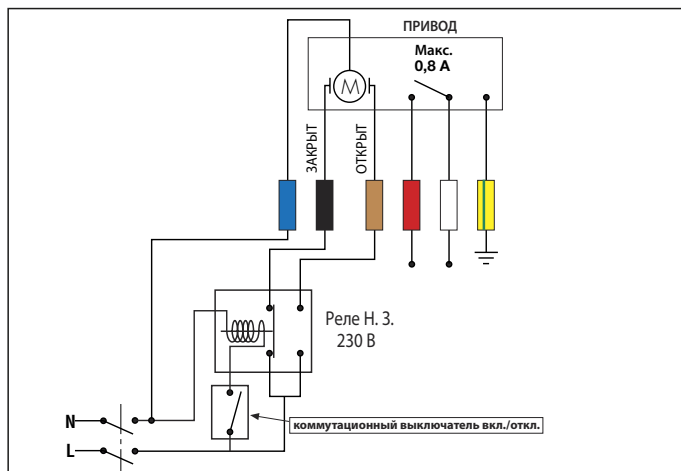 ПРИВОД
Макс.
0,8 А
M
ЗАКРЫТ
ОТКРЫТ
Реле Н. З.
230 В
N
L
коммутационный выключатель вкл./откл.